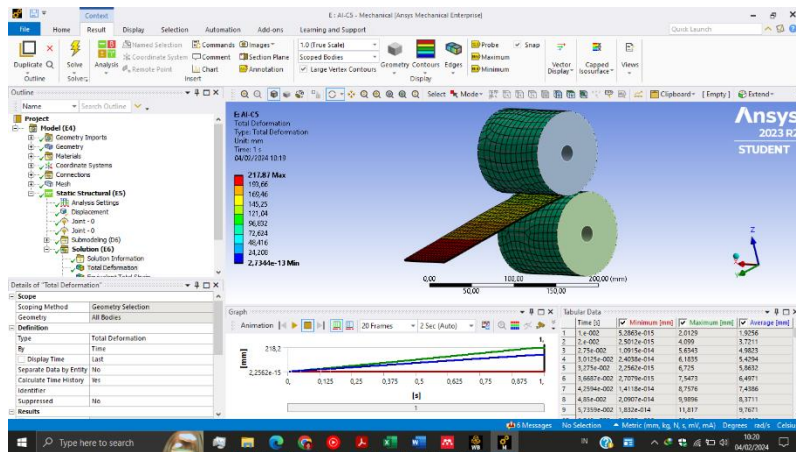 E : AI-C5 - Mechanical [Ansys Mechanical Enterprise]
Context
File Home Result Display Selection Automation Add-ons Learning and Support
Quick Launch
Duplicate Q
Solve
Analysis
Named Selection
Coordinate System
Remote Point
Commands
Comment
Chart
Images
Section Plane
Annotation
1.0 (True Scale)
Scoped Bodies
Large Vertex Contours
Geometry Contours Edges
Probe
Maximum
Minimum
Snap
Vector Display
Capped Isosurface
Views
Outline Solver Insert Display
Outline
Name Search Outline
Select Mode Clipboard [ Empty ] Extend
Project
Model (E4)
Geometry Imports
Geometry
Materials
Coordinate Systems
Connections
Mesh
Static Structural (E5)
Analysis Settings
Displacement
Joint - 0
Joint - 0
Submodeling (D6)
Solution (E6)
Solution Information
Total Deformation
Equivalent Total Strain
E: AI-C5
Total Deformation
Type: Total Deformation
Unit: mm
Time: 1 s
04/02/2024 10:19
217.87 Max
193,66
169,46
145,25
121,04
96,832
72,624
48,416
24,208
2,7344e-13 Min
Ansys
2023 R2
STUDENT
0,00 100,00 200,00 (mm)
50,00 150,00
Z
Y
Details of "Total Deformation"
Scope
Scoping Method Geometry Selection
Geometry All Bodies
Definition
Type Total Deformation
By Time
Display Time Last
Separate Data by Entity No
Calculate Time History Yes
Identifier
Suppressed No
Results
Graph
Animation 20 Frames 2 Sec (Auto)
218,2
2,2562e-15
[mm]
0, 0,125 0,25 0,375 0,5 0,625 0,75 0,875 1,
[s]
1
Tabular Data
Time [s] Minimum [mm] Maximum [mm] Average [mm]
1 1,e-002 5,2863e-015 2,0129 1,9256
2 2,e-002 2,5012e-015 4,099 3,7211
3 2,75e-002 1,0915e-014 5,6343 4,9823
4 3,0125e-002 2,4038e-014 6,1835 5,4294
5 3,275e-002 2,2562e-015 6,725 5,8632
6 3,6687e-002 2,7079e-015 7,5473 6,4971
7 4,2594e-002 1,4118e-014 8,7576 7,4386
8 4,85e-002 2,0907e-014 9,9896 8,3711
9 5,7359e-002 1,832e-014 11,817 9,7671
6 Messages No Selection Metric (mm, kg, N, s, mV, mA) Degrees rad/s Celsius
Type here to search
IN
10:20
04/02/2024